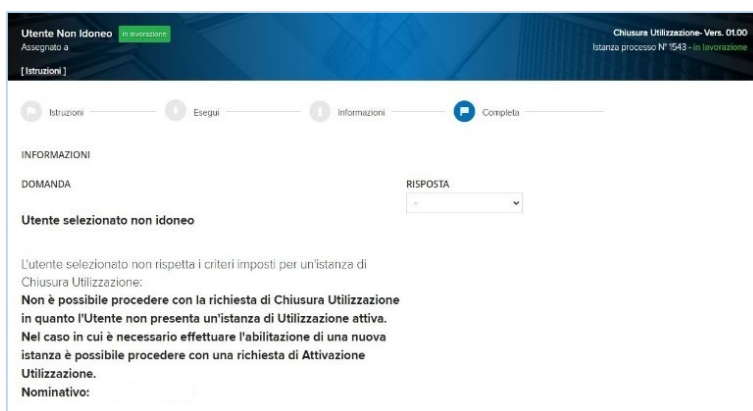 Utente Non Idoneo In lavorazione
Chiusura Utilizzazione- Vers. 01.00
Assegnato a
Istanza processo N° 1543 - in lavorazione
[ Istruzioni ]
Istruzioni
Esegui
Informazioni
Completa
INFORMAZIONI
DOMANDA
RISPOSTA
-
Utente selezionato non idoneo
L'utente selezionato non rispetta i criteri imposti per un'istanza di
Chiusura Utilizzazione:
Non è possibile procedere con la richiesta di Chiusura Utilizzazione
in quanto l'Utente non presenta un'istanza di Utilizzazione attiva.
Nel caso in cui è necessario effettuare l'abilitazione di una nuova
istanza è possibile procedere con una richiesta di Attivazione
Utilizzazione.
Nominativo: